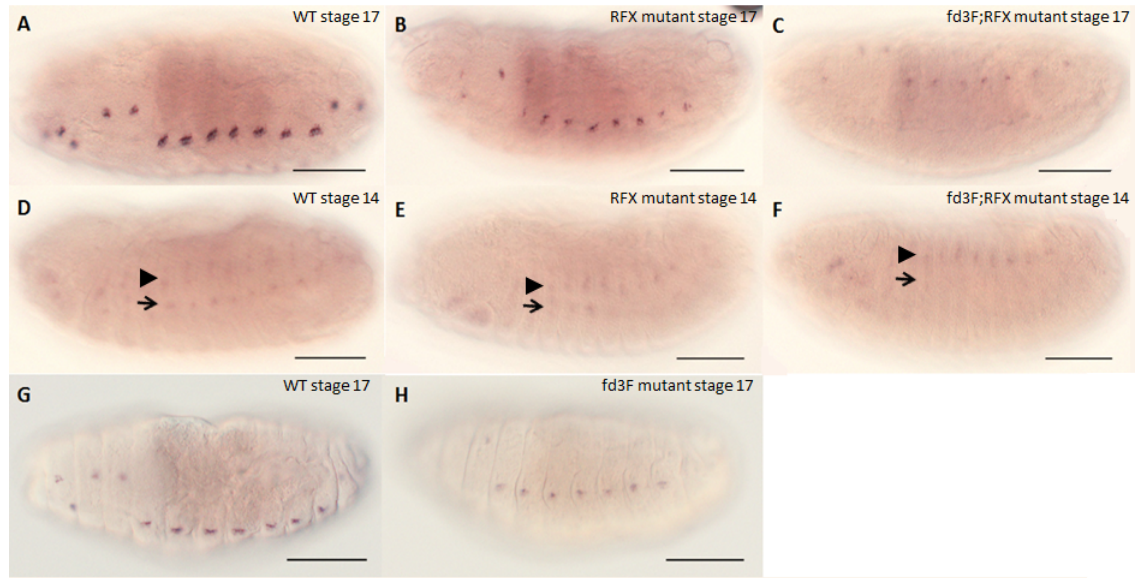 A WT stage 17
B RFX mutant stage 17
C fd3F;RFX mutant stage 17
D WT stage 14
E RFX mutant stage 14
F fd3F;RFX mutant stage 14
G WT stage 17
H fd3F mutant stage 17